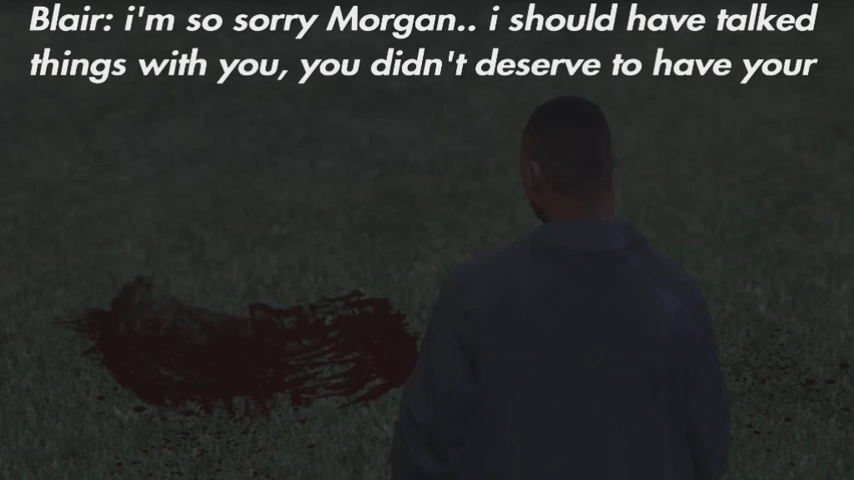 Blair: i'm so sorry Morgan.. i should have talked
things with you, you didn't deserve to have your